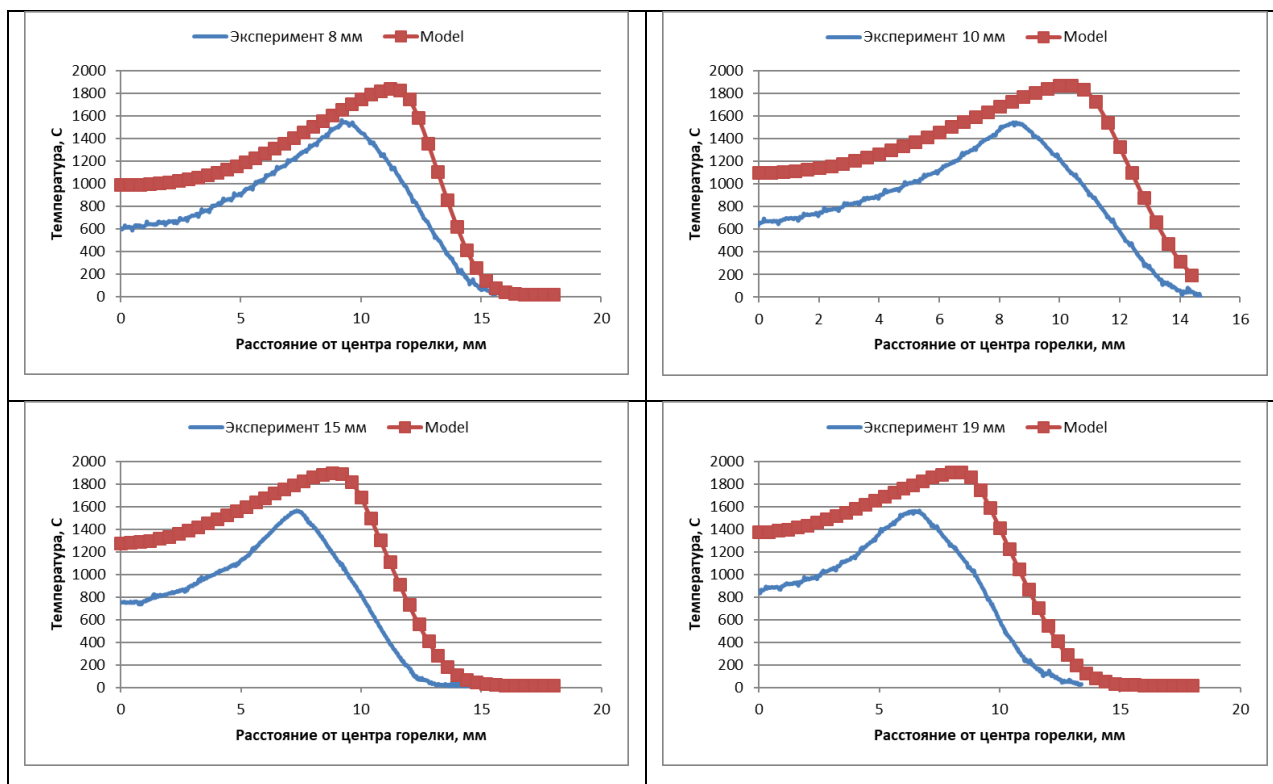 Эксперимент 8 мм Model
Температура, С
2000
1800
1600
1400
1200
1000
800
600
400
200
0
0 5 10 15 20
Расстояние от центра горелки, мм
Эксперимент 10 мм Model
Температура, С
2000
1800
1600
1400
1200
1000
800
600
400
200
0
0 2 4 6 8 10 12 14 16
Расстояние от центра горелки, мм
Эксперимент 15 мм Model
Температура, С
2000
1800
1600
1400
1200
1000
800
600
400
200
0
0 5 10 15 20
Расстояние от центра горелки, мм
Эксперимент 19 мм Model
Температура, С
2000
1800
1600
1400
1200
1000
800
600
400
200
0
0 5 10 15 20
Расстояние от центра горелки, мм